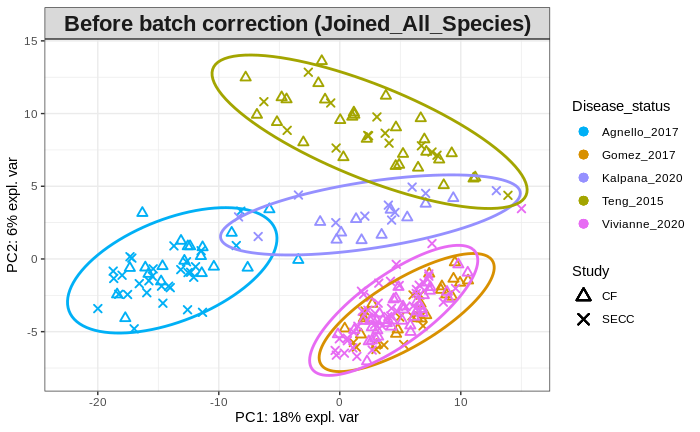 Before batch correction (Joined_All_Species)
15
10
5
0
-5
-20
-10
0
10
PC2: 6% expl. var
PC1: 18% expl. var
Disease_status
Agnello_2017
Gomez_2017
Kalpana_2020
Teng_2015
Vivianne_2020
Study
CF
SECC